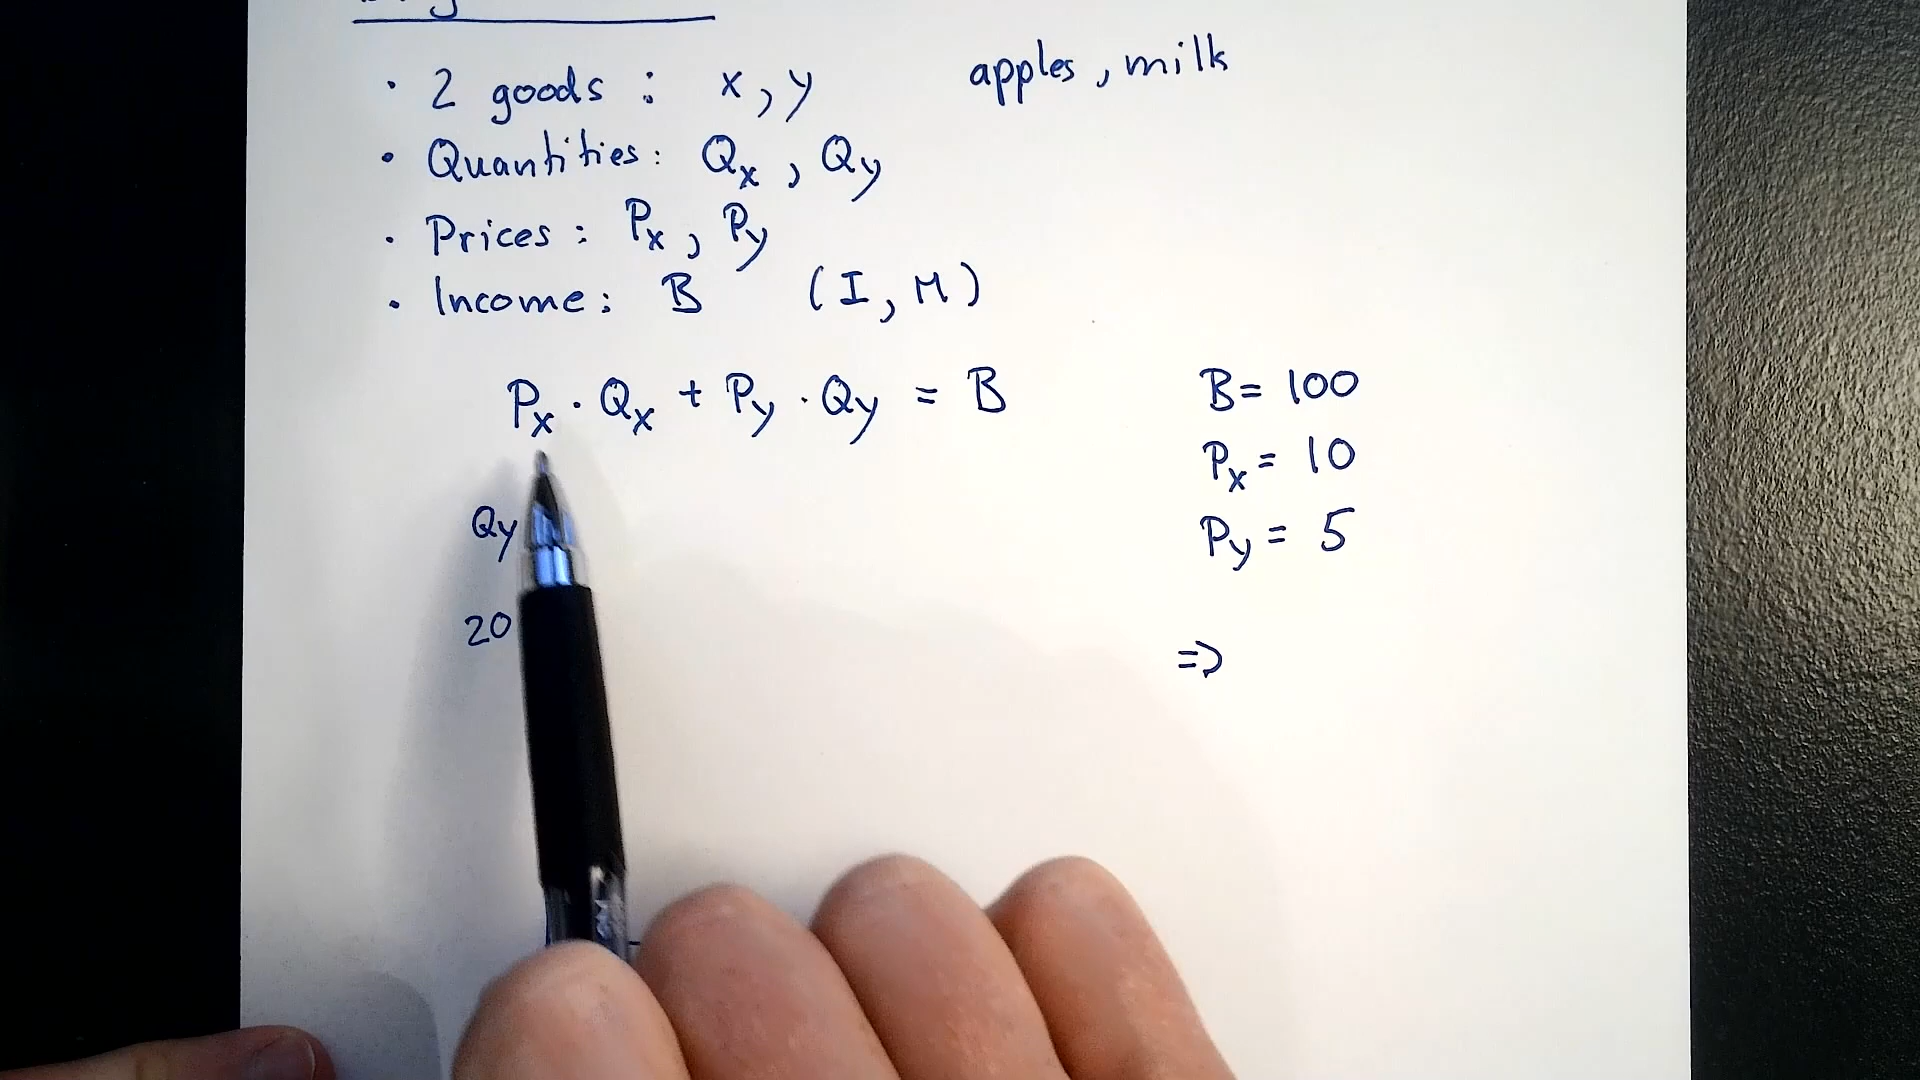 • 2 goods : x, y apples, milk
• Quantities: Qx, Qy
• Prices: Px, Py
• Income: B (I, M)
Px · Qx + Py · Qy = B
B = 100
Px = 10
Py = 5
Qy
20
=>